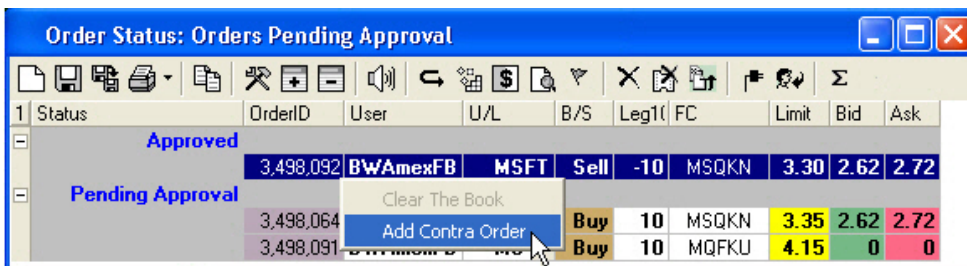 Order Status: Orders Pending Approval
1 Status OrderID User U/L B/S Leg1( FC Limit Bid Ask
Approved
3,498,092 BWAmexFB MSFT Sell -10 MSQKN 3.30 2.62 2.72
Pending Approval
Clear The Book
3,498,064 Buy 10 MSQKN 3.35 2.62 2.72
Add Contra Order
3,498,091 Buy 10 MQFKU 4.15 0 0